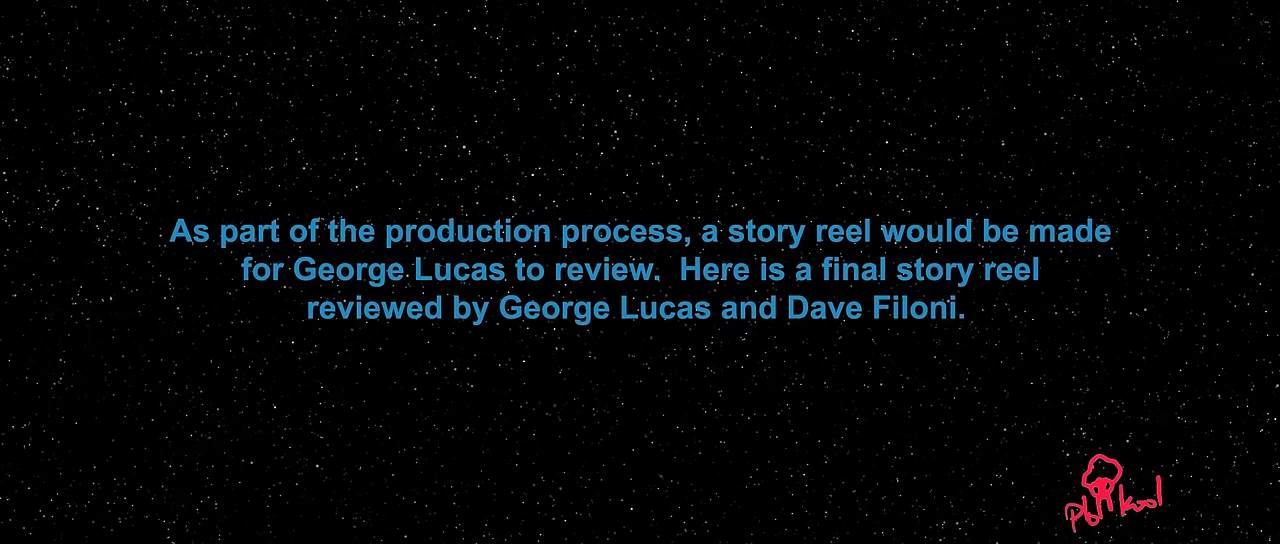 As part of the production process, a story reel would be made
for George Lucas to review.  Here is a final story reel
reviewed by George Lucas and Dave Filoni.